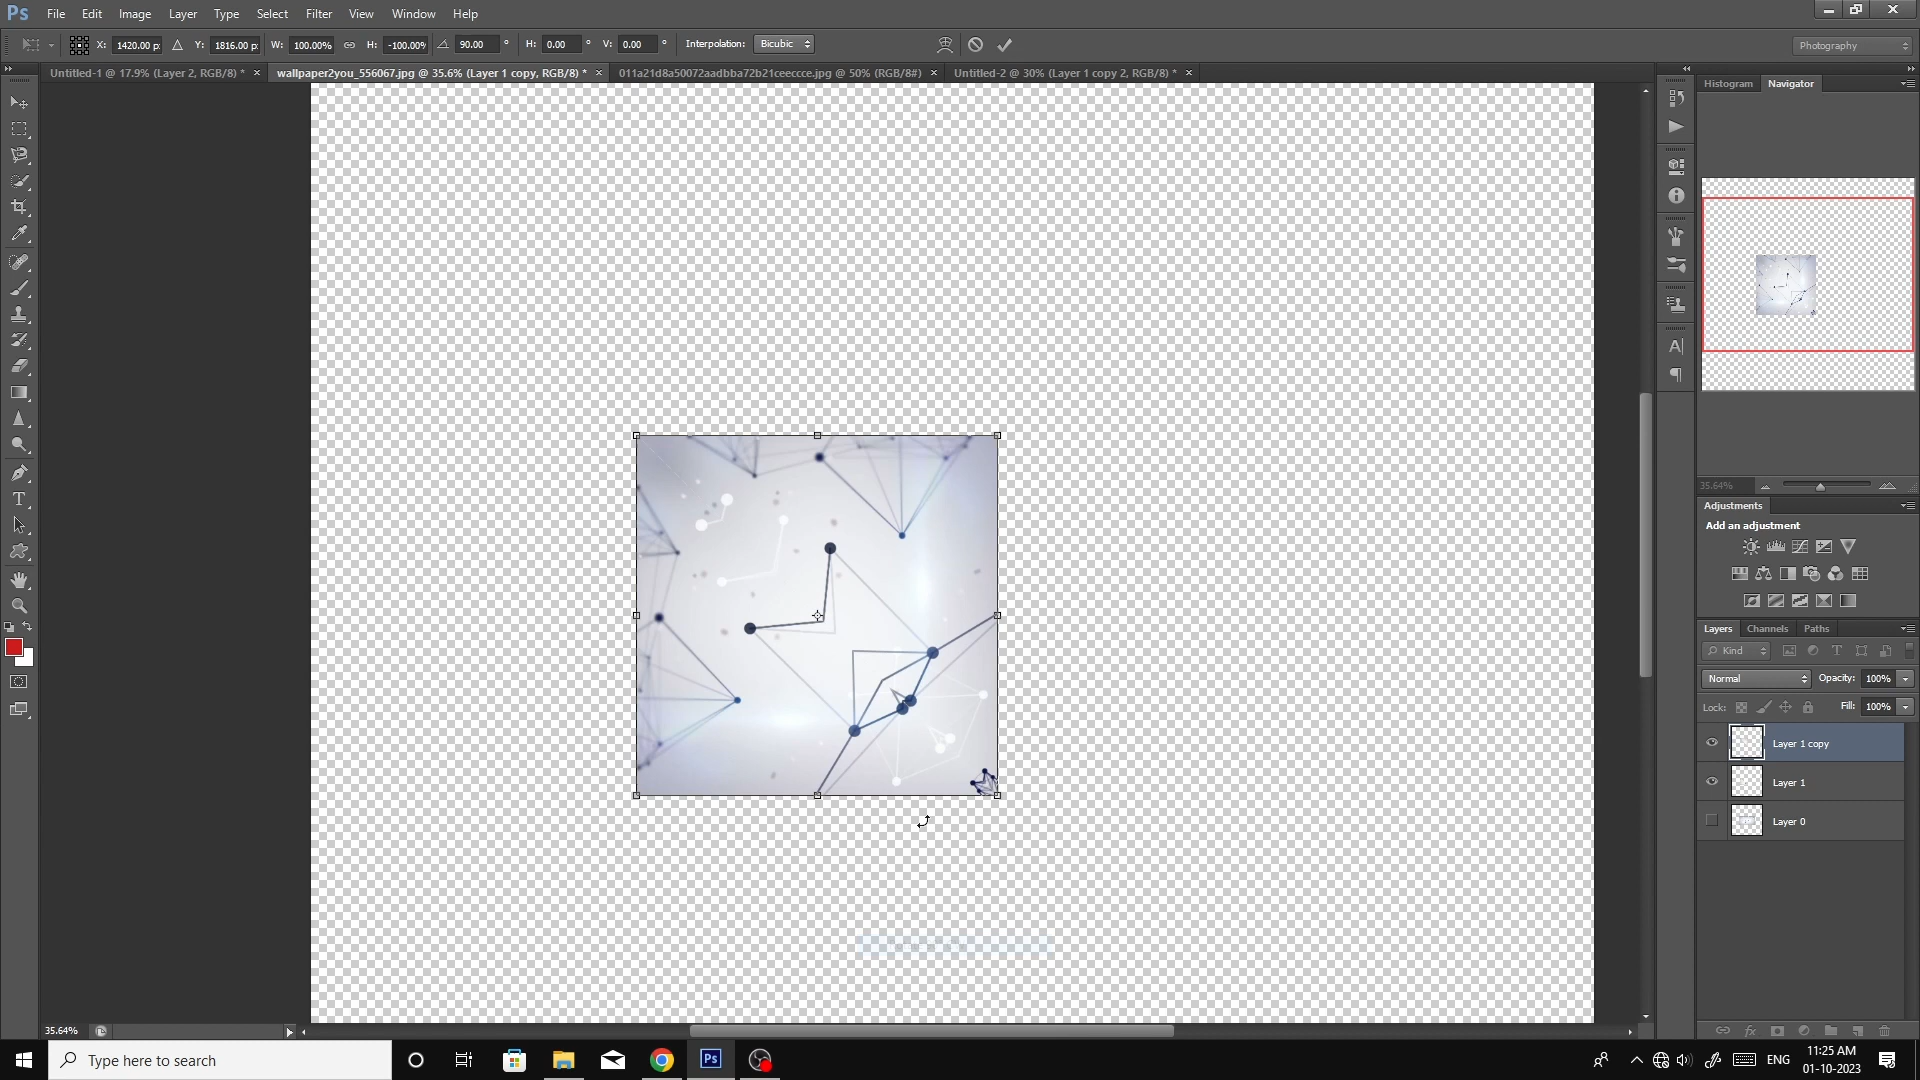 Ps File Edit Image Layer Type Select Filter View Window Help
X: 1420.00 p: Y: 1816.00 p: W: 100.00% H: -100.00% 90.00 ° H: 0.00 ° V: 0.00 ° Interpolation: Bicubic Photography
Untitled-1 @ 17.9% (Layer 2, RGB/8) * × wallpaper2you_556067.jpg @ 35.6% (Layer 1 copy, RGB/8) * × 011a21d8a50072aadbba72b21ceeccce.jpg @ 50% (RGB/8#) × Untitled-2 @ 30% (Layer 1 copy 2, RGB/8) * ×
Histogram Navigator
35.64%
Adjustments
Add an adjustment
Layers Channels Paths
Kind
Normal Opacity: 100%
Lock: Fill: 100%
Layer 1 copy
Layer 1
Layer 0
35.64%
Type here to search
ENG
11:25 AM
01-10-2023